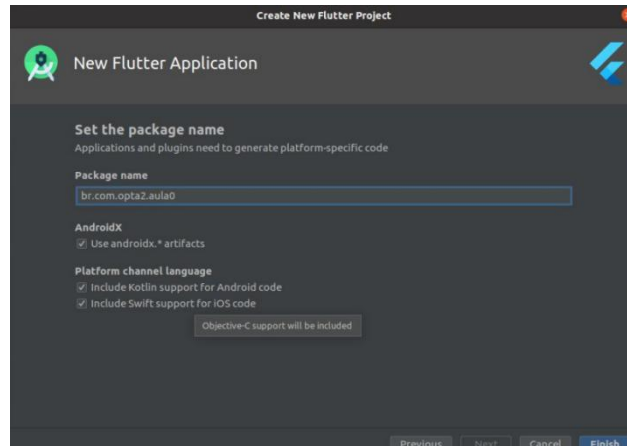 Create New Flutter Project
New Flutter Application
Set the package name
Applications and plugins need to generate platform-specific code
Package name
br.com.opta2.aula0
AndroidX
Use androidx.* artifacts
Platform channel language
Include Kotlin support for Android code
Include Swift support for iOS code
Objective-C support will be included
Previous Next Cancel Finish